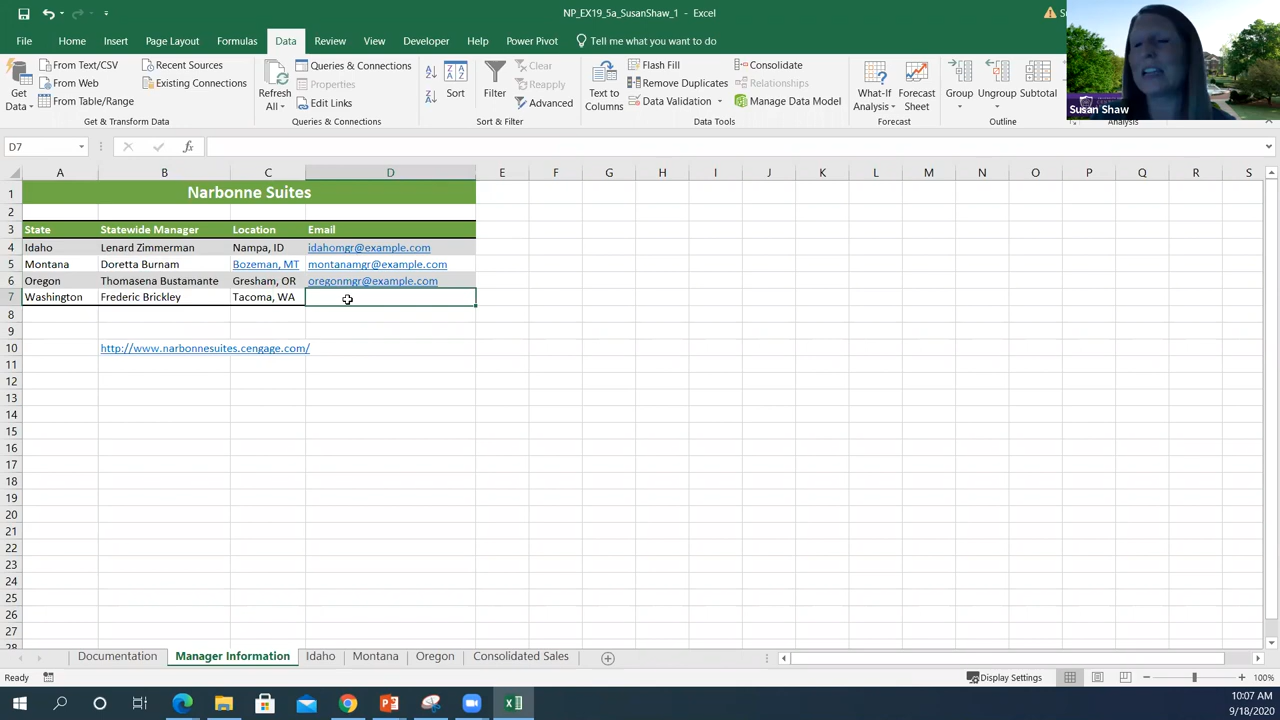 NP_EX19_5a_SusanShaw_1 - Excel
File Home Insert Page Layout Formulas Data Review View Developer Help Power Pivot Tell me what you want to do
Get Data
From Text/CSV
From Web
From Table/Range
Recent Sources
Existing Connections
Get & Transform Data
Refresh All
Queries & Connections
Properties
Edit Links
Queries & Connections
Sort
Filter
Clear
Reapply
Advanced
Sort & Filter
Text to Columns
Flash Fill
Remove Duplicates
Data Validation
Consolidate
Relationships
Manage Data Model
Data Tools
What-If Analysis
Forecast Sheet
Forecast
Group
Ungroup
Subtotal
Outline
Analysis
Susan Shaw
D7
A B C D E F G H I J K L M N O P Q R S
1 Narbonne Suites
2
3 State Statewide Manager Location Email
4 Idaho Lenard Zimmerman Nampa, ID idahomgr@example.com
5 Montana Doretta Burnam Bozeman, MT montanamgr@example.com
6 Oregon Thomasena Bustamante Gresham, OR oregonmgr@example.com
7 Washington Frederic Brickley Tacoma, WA
8
9
10 http://www.narbonnesuites.cengage.com/
11
12
13
14
15
16
17
18
19
20
21
22
23
24
25
26
27
28
Documentation Manager Information Idaho Montana Oregon Consolidated Sales
Ready
Display Settings
100%
10:07 AM
9/18/2020